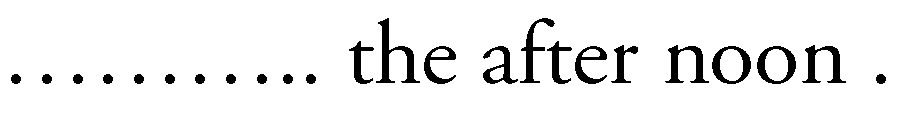 ........... the after noon .